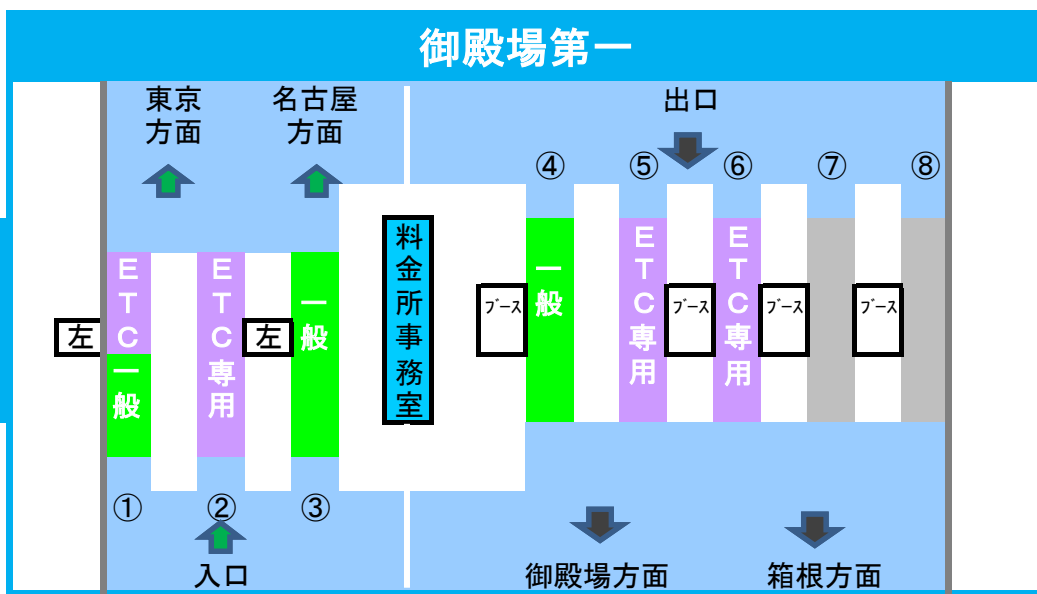 御殿場第一
東京
方面
名古屋
方面
出口
④
⑤
⑥
⑦
⑧
左
ETC
一般
ETC専用
左
一般
料金所事務室
ブース
一般
ETC専用
ブース
ETC専用
ブース
ブース
①
②
③
入口
御殿場方面
箱根方面